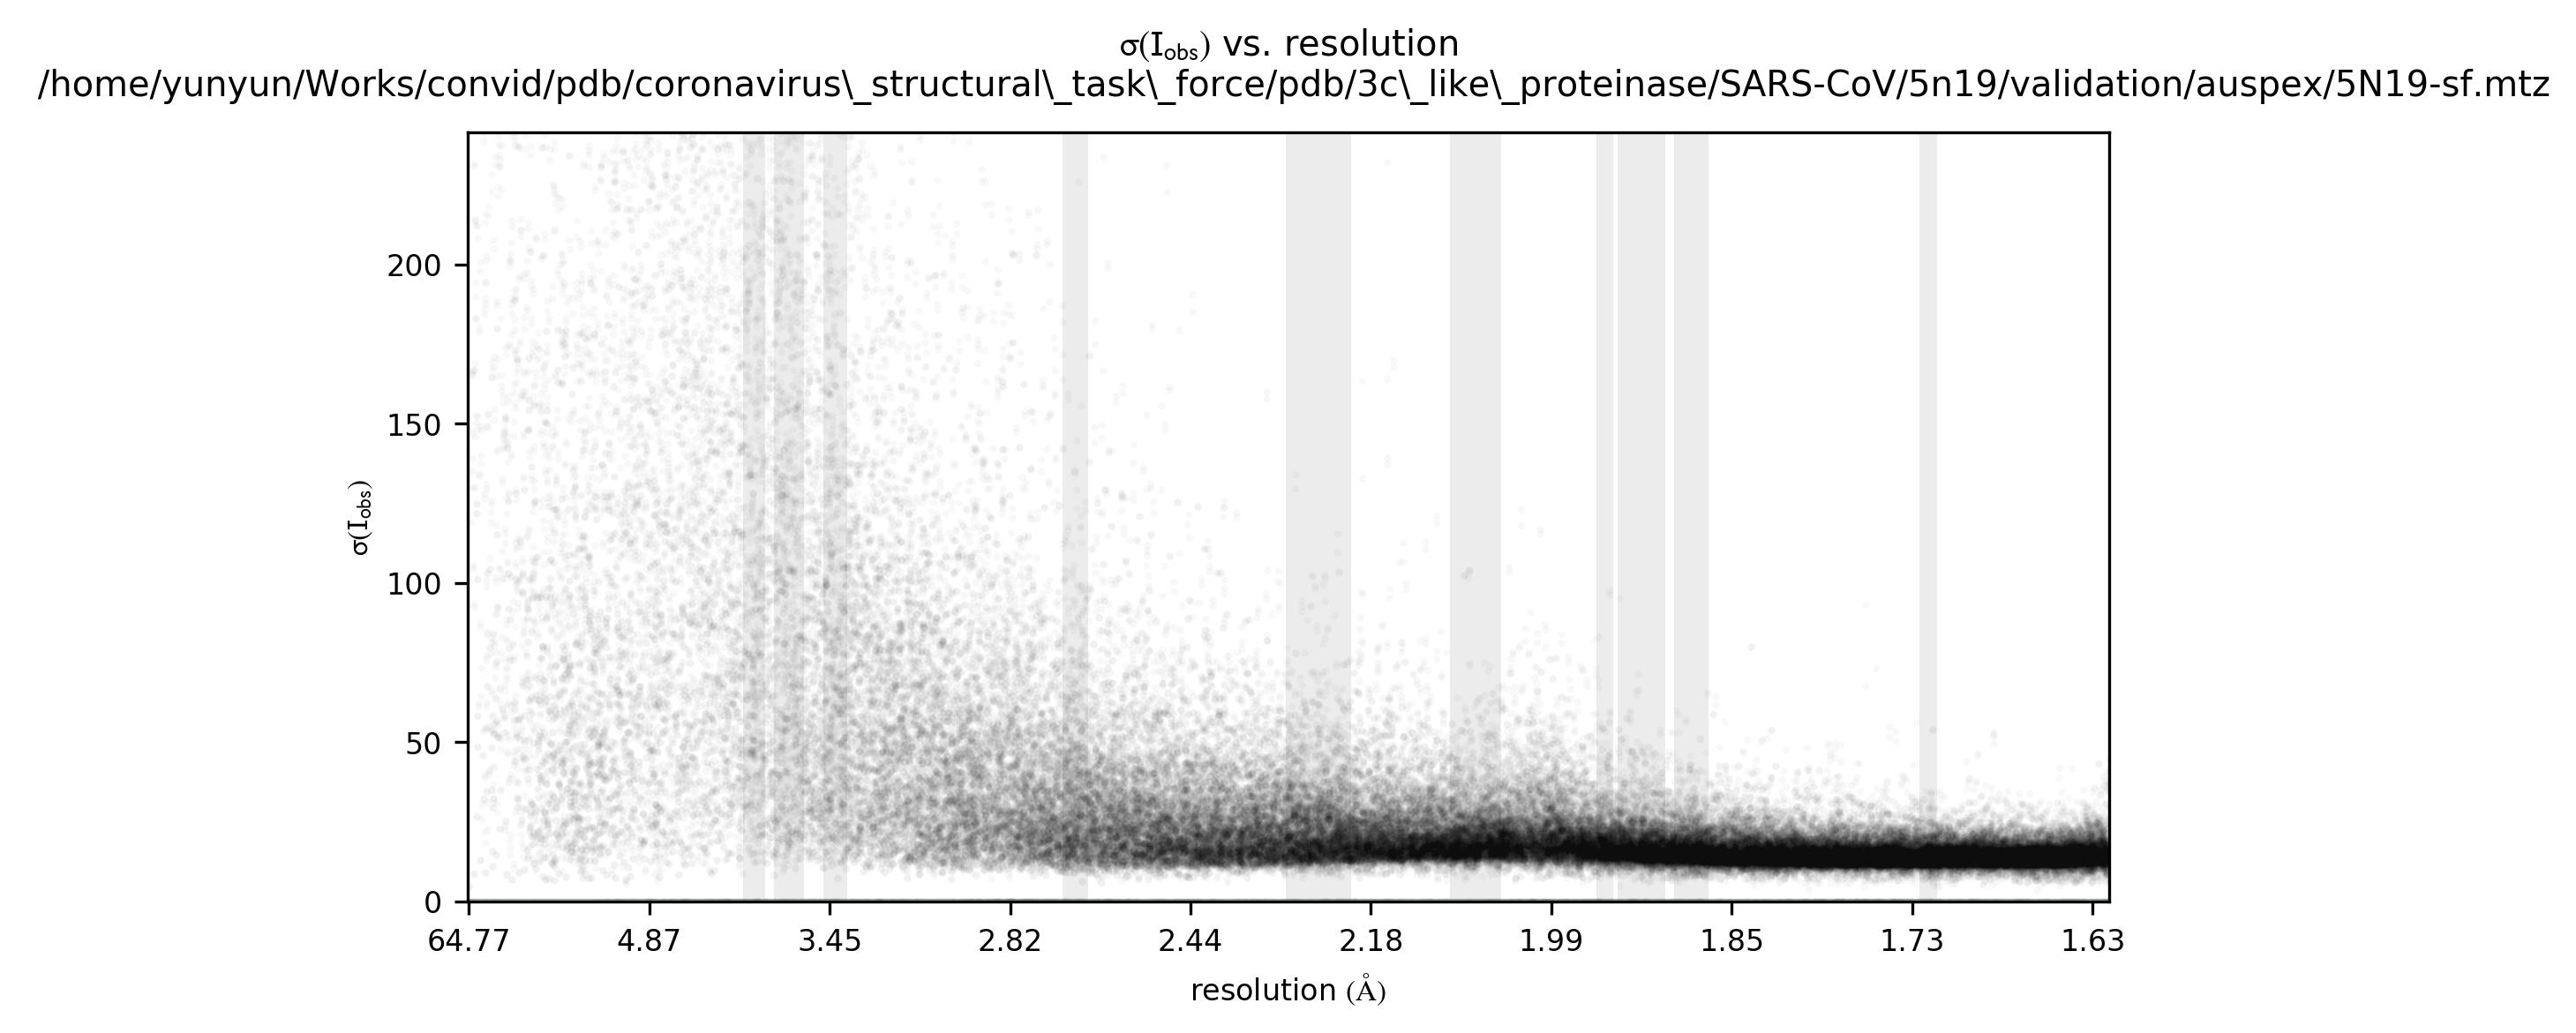 σ(I_obs) vs. resolution
/home/yunyun/Works/convid/pdb/coronavirus\_structural\_task\_force/pdb/3c\_like\_proteinase/SARS-CoV/5n19/validation/auspex/5N19-sf.mtz
200
150
100
50
0
σ(I_obs)
64.77 4.87 3.45 2.82 2.44 2.18 1.99 1.85 1.73 1.63
resolution (Å)